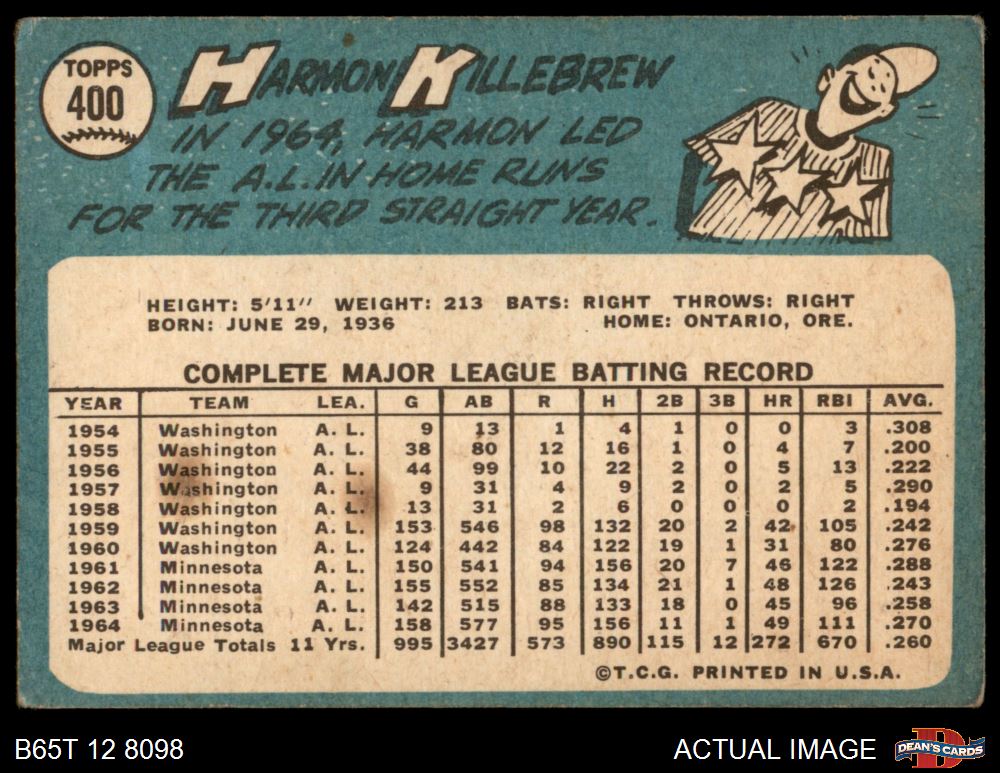 TOPPS
400
HARMON KILLEBREW
IN 1964, HARMON LED
THE A.L. IN HOME RUNS
FOR THE THIRD STRAIGHT YEAR.
HEIGHT: 5'11" WEIGHT: 213 BATS: RIGHT THROWS: RIGHT
BORN: JUNE 29, 1936 HOME: ONTARIO, ORE.
COMPLETE MAJOR LEAGUE BATTING RECORD
YEAR TEAM LEA. G AB R H 2B 3B HR RBI AVG.
1954 Washington A. L. 9 13 1 4 1 0 0 3 .308
1955 Washington A. L. 38 80 12 16 1 0 4 7 .200
1956 Washington A. L. 44 99 10 22 2 0 5 13 .222
1957 Washington A. L. 9 31 4 9 2 0 2 5 .290
1958 Washington A. L. 13 31 2 6 0 0 0 2 .194
1959 Washington A. L. 153 546 98 132 20 2 42 105 .242
1960 Washington A. L. 124 442 84 122 19 1 31 80 .276
1961 Minnesota A. L. 150 541 94 156 20 7 46 122 .288
1962 Minnesota A. L. 155 552 85 134 21 1 48 126 .243
1963 Minnesota A. L. 142 515 88 133 18 0 45 96 .258
1964 Minnesota A. L. 158 577 95 156 11 1 49 111 .270
Major League Totals 11 Yrs. 995 3427 573 890 115 12 272 670 .260
©T.C.G. PRINTED IN U.S.A.
B65T 12 8098 ACTUAL IMAGE DEAN'S CARDS